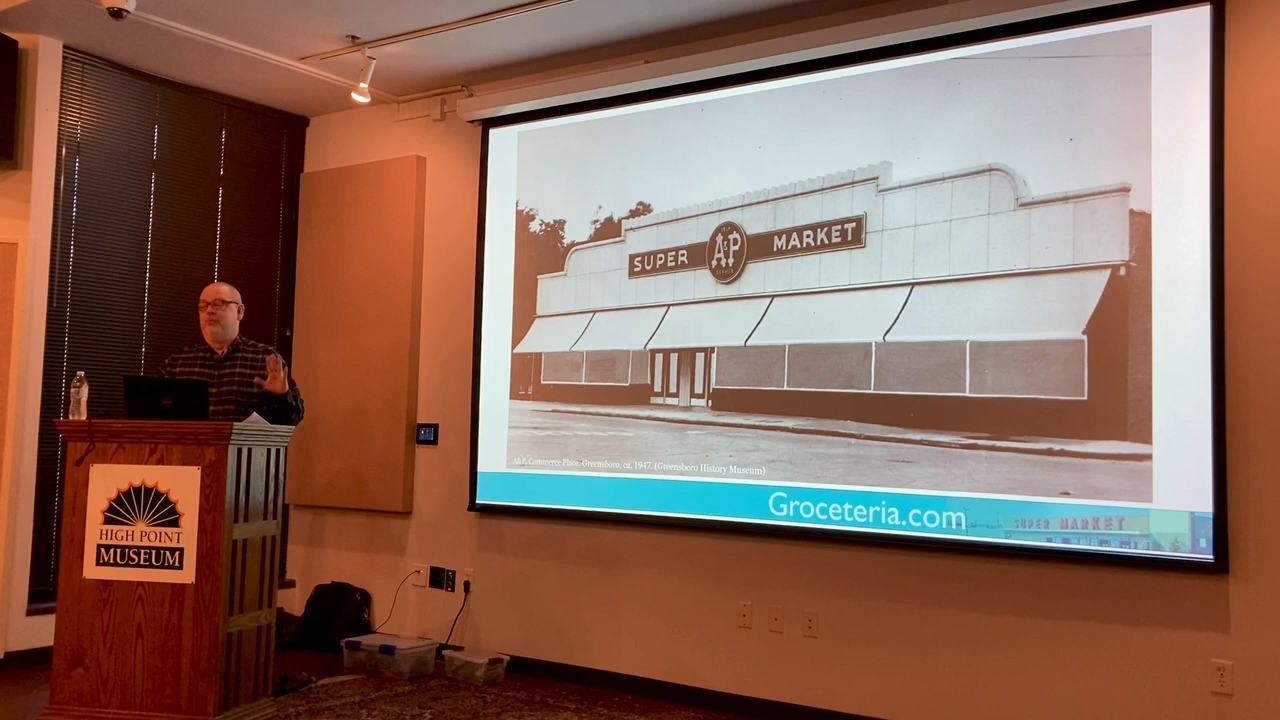 SUPER A&P MARKET
A&P, Commerce Place, Greensboro, ca. 1947. (Greensboro History Museum)
Groceteria.com
SUPER MARKET
HIGH POINT
MUSEUM